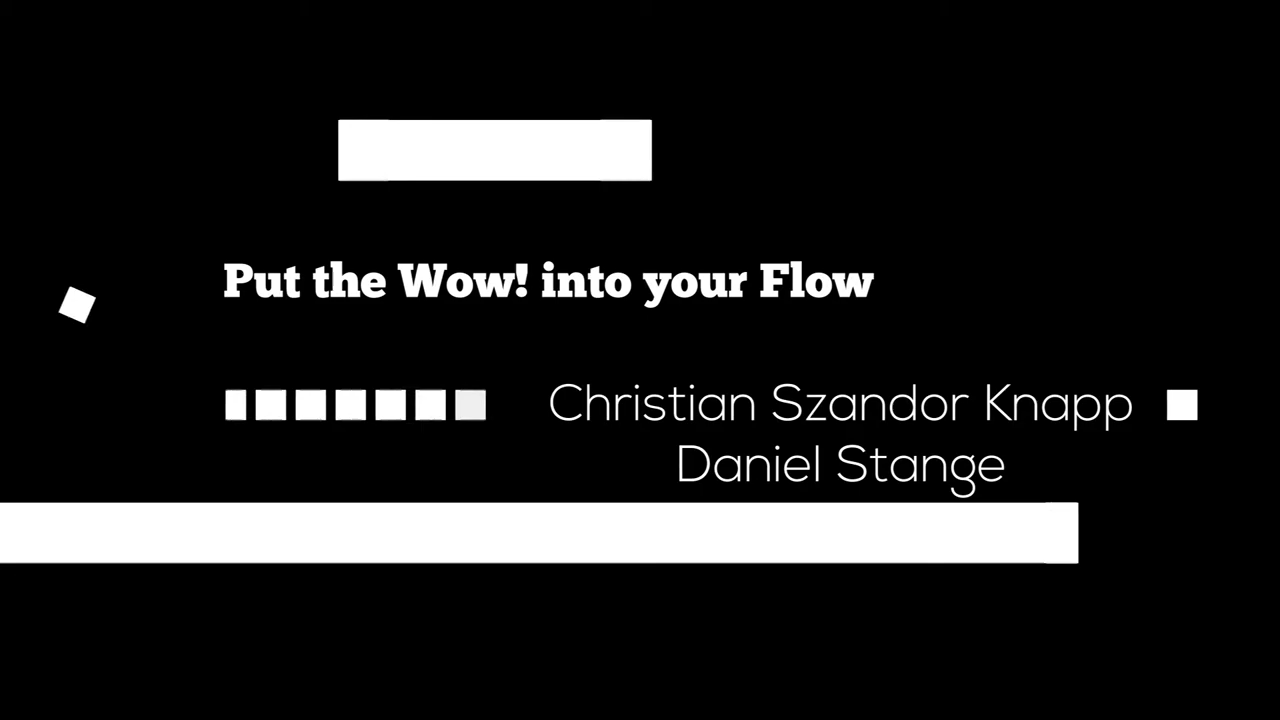 Put the Wow! into your Flow
Christian Szandor Knapp
Daniel Stange